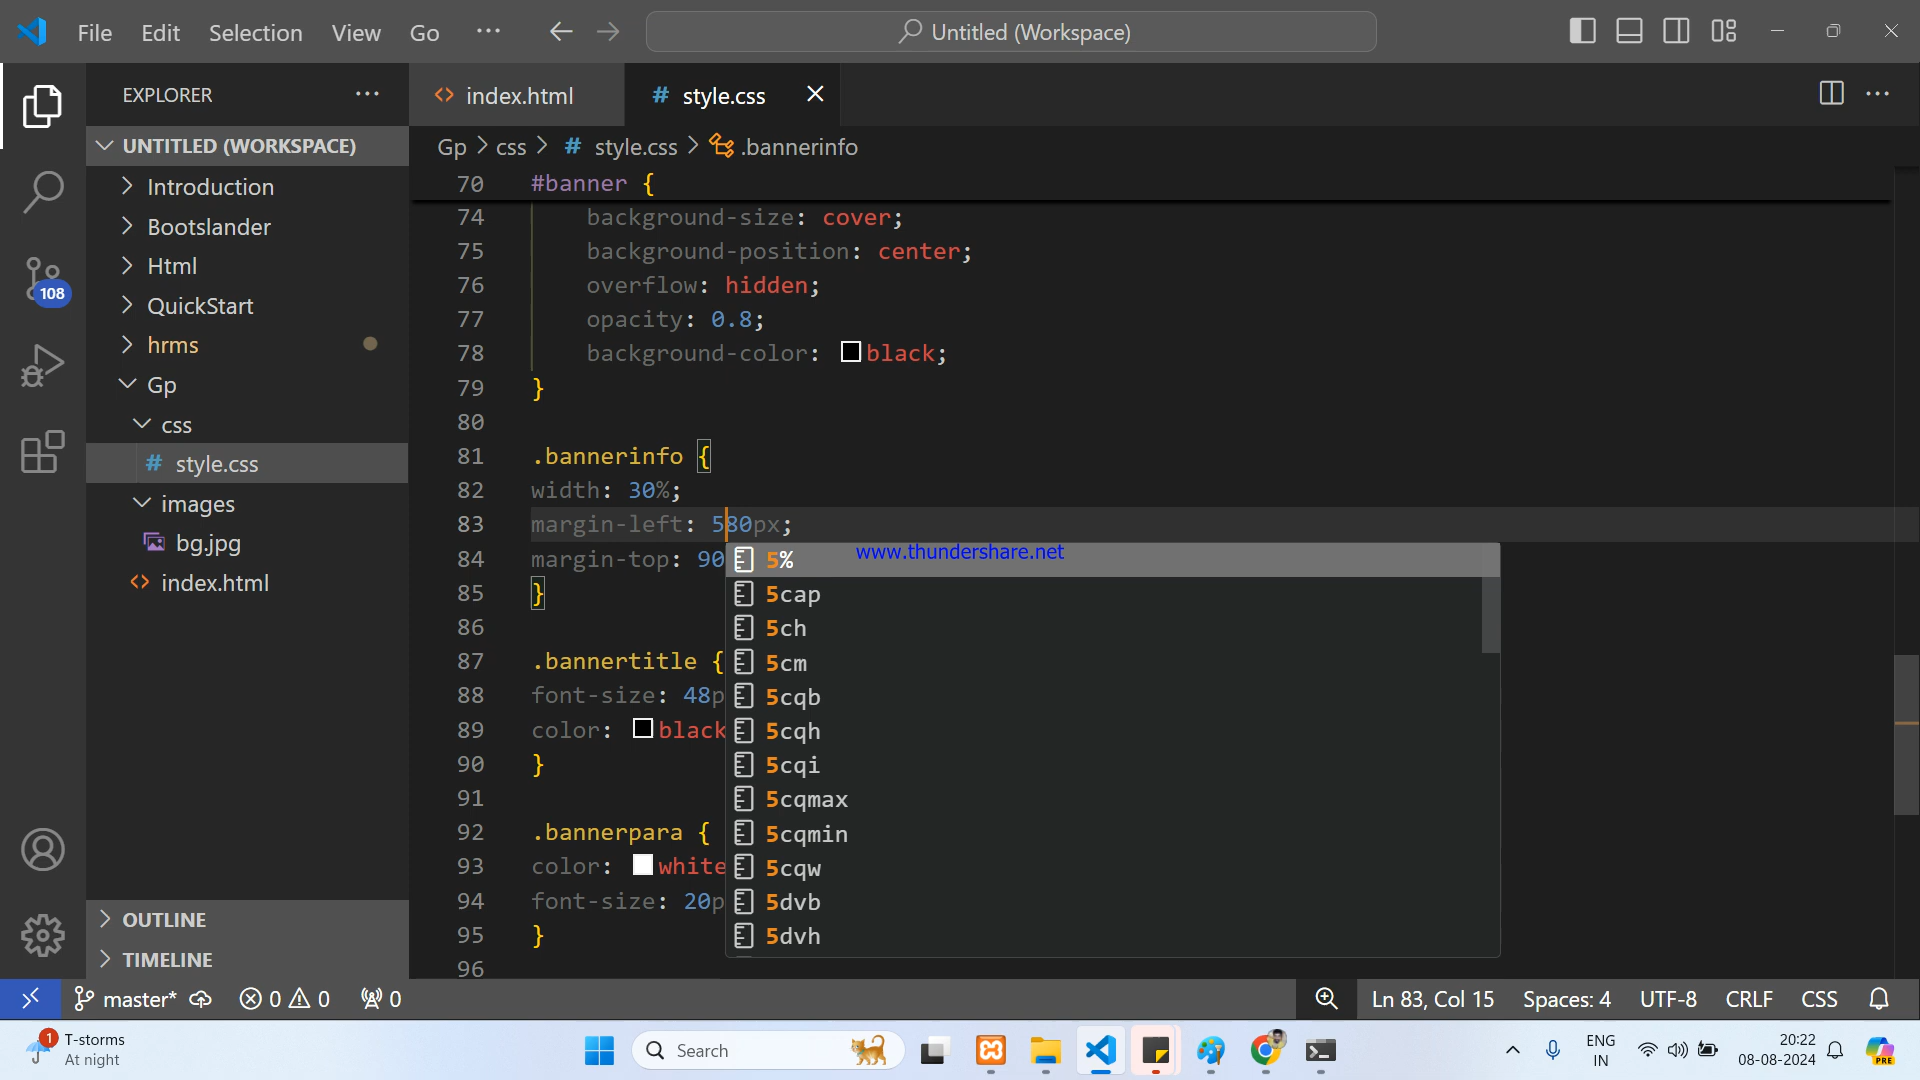 File Edit Selection View Go ··· Untitled (Workspace)
EXPLORER ···
index.html
# style.css
UNTITLED (WORKSPACE)
Introduction
Bootslander
Html
QuickStart
hrms
Gp
css
# style.css
images
bg.jpg
index.html
OUTLINE
TIMELINE
108
Gp > css > # style.css > .bannerinfo
70 #banner {
74 background-size: cover;
75 background-position: center;
76 overflow: hidden;
77 opacity: 0.8;
78 background-color: black;
79 }
80
81 .bannerinfo {
82 width: 30%;
83 margin-left: 580px;
84 margin-top: 90
85 }
86
87 .bannertitle {
88 font-size: 48p
89 color: black
90 }
91
92 .bannerpara {
93 color: white
94 font-size: 20p
95 }
96
5%
www.thundershare.net
5cap
5ch
5cm
5cqb
5cqh
5cqi
5cqmax
5cqmin
5cqw
5dvb
5dvh
master* 0 0 0 Ln 83, Col 15 Spaces: 4 UTF-8 CRLF CSS
1 T-storms
At night
Search
PRE
ENG
IN
20:22
08-08-2024